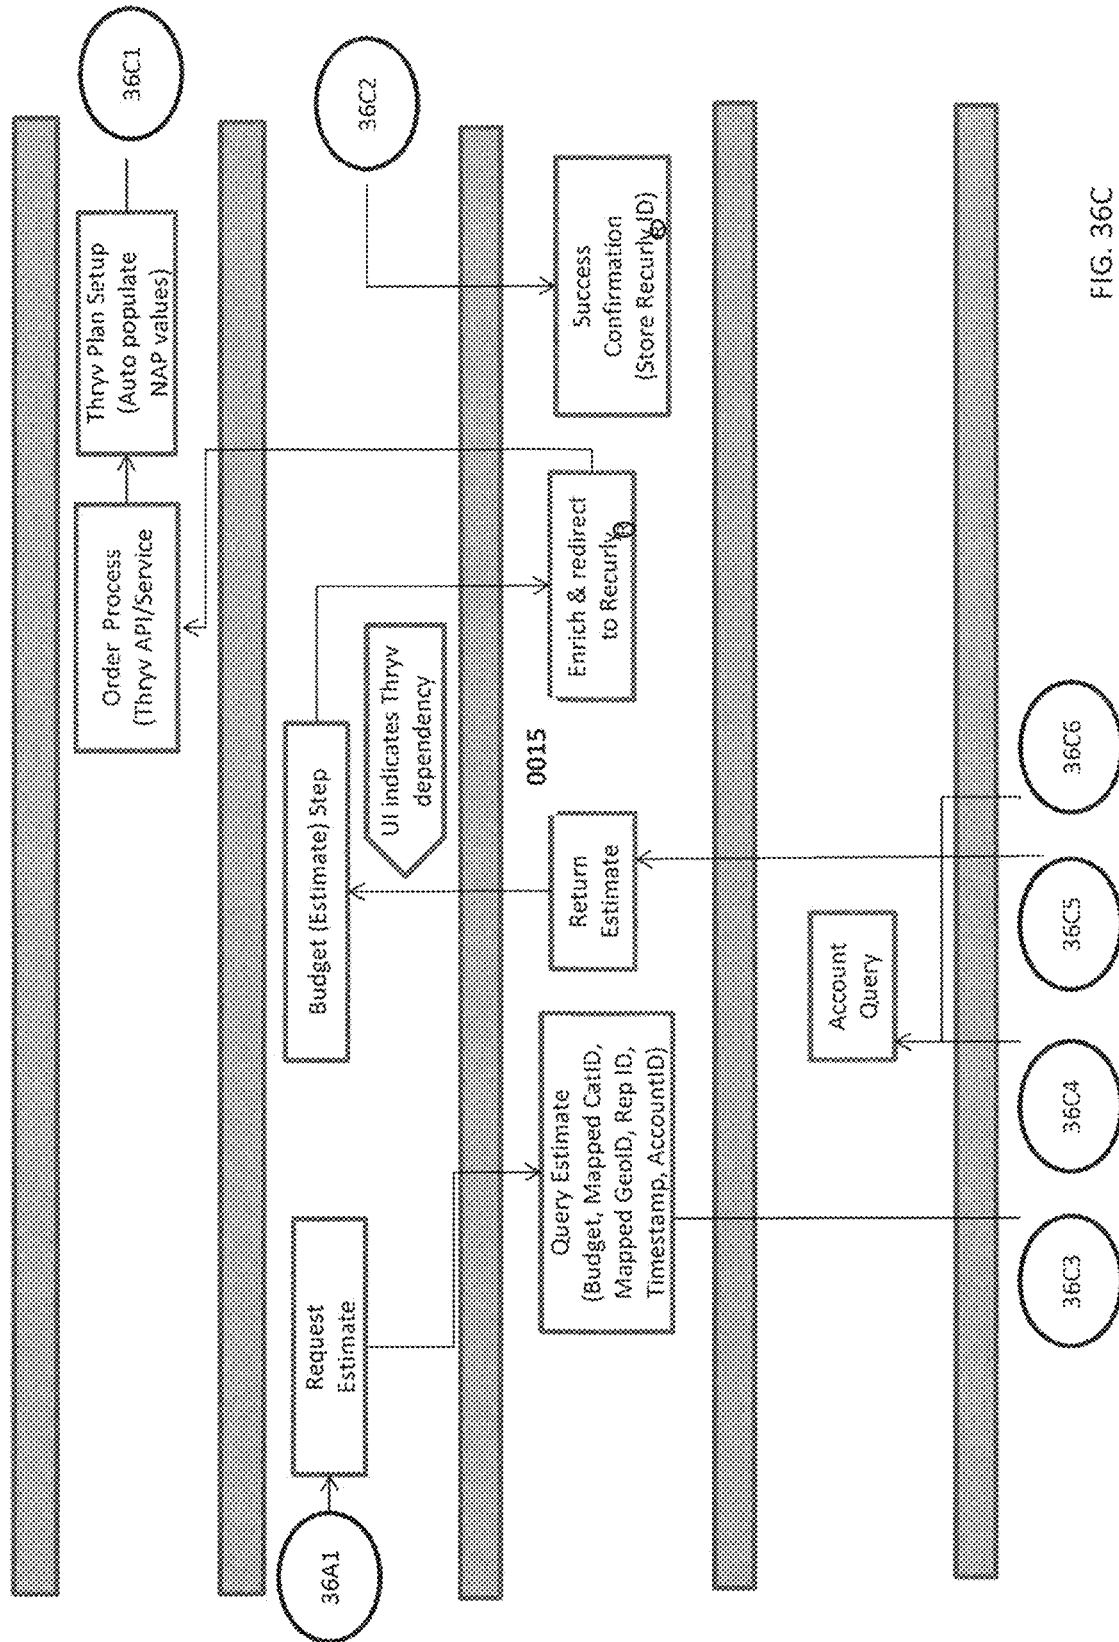 36C1
Thryv Plan Setup
(Auto populate
NAP values)
Order Process
(Thryv API/Service
36C2
36A1
Request
Estimate
Budget (Estimate) Step
UI indicates Thryv
dependency
Query Estimate
(Budget, Mapped CatID,
Mapped GeoID, Rep ID,
Timestamp, AccountID)
Return
Estimate
0015
Enrich & redirect
to Recurly
Success
Confirmation
(Store Recurly ID)
Account
Query
36C3
36C4
36C5
36C6
FIG. 36C